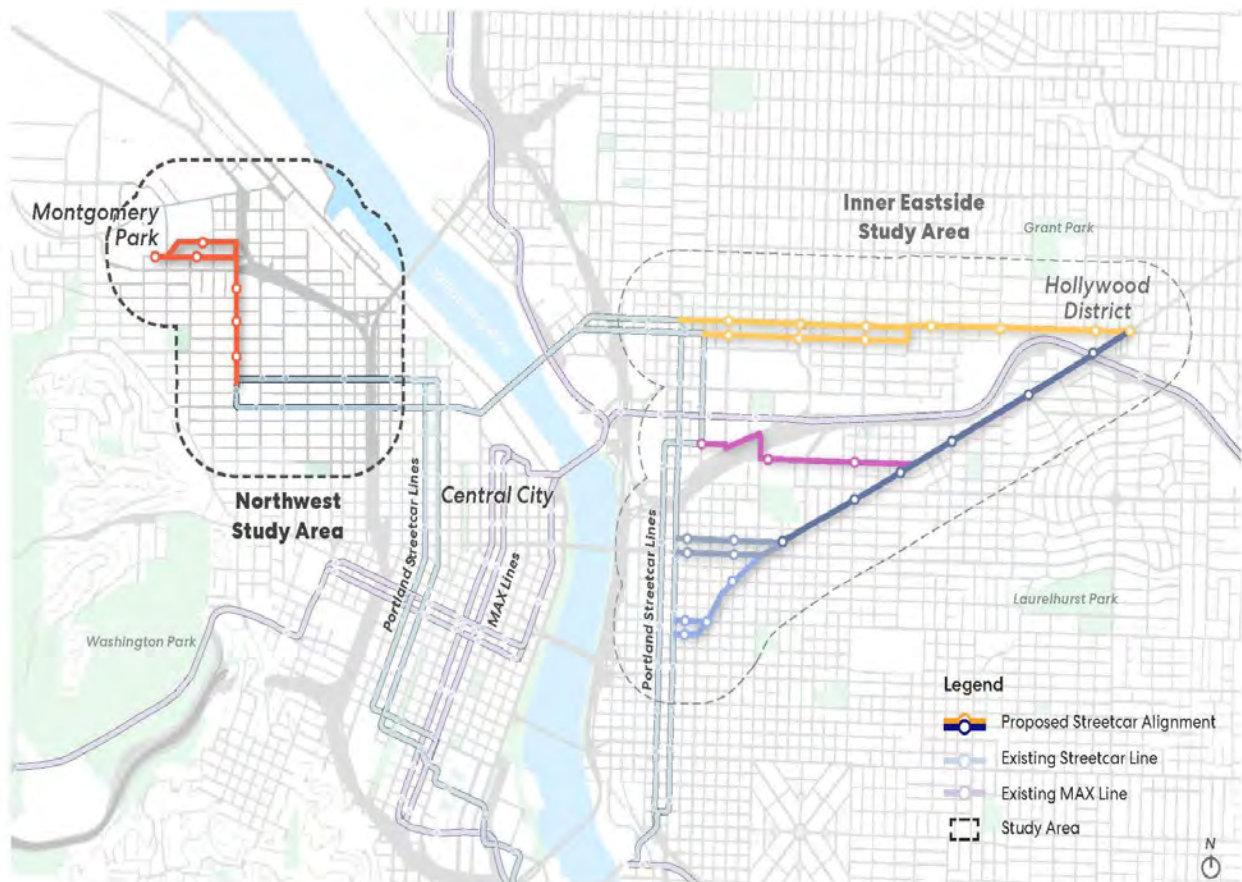 Montgomery
Park
Inner Eastside
Study Area
Grant Park
Hollywood
District
Northwest
Study Area
Central City
Portland Streetcar Lines
MAX Lines
Portland Streetcar Lines
Washington Park
Laurelhurst Park
Legend
Proposed Streetcar Alignment
Existing Streetcar Line
Existing MAX Line
Study Area
N